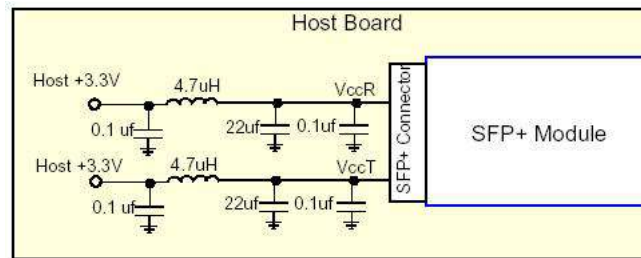 Host Board
Host +3.3V
4.7uH
VccR
0.1 uf
22uf
0.1uf
Host +3.3V
4.7uH
VccT
0.1 uf
22uf
0.1uf
SFP+ Connector
SFP+ Module